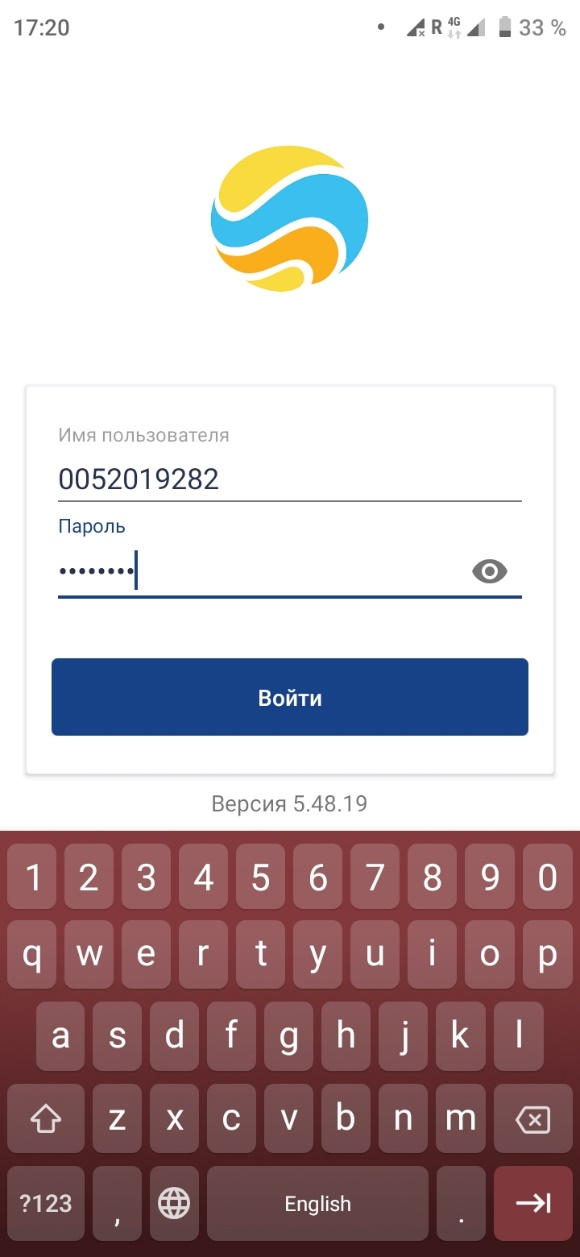 17:20 R 4G 33 %
Имя пользователя
0052019282
Пароль
••••••••
Войти
Версия 5.48.19
1 2 3 4 5 6 7 8 9 0
q w e r t y u i o p
a s d f g h j k l
z x c v b n m
?123 , English .